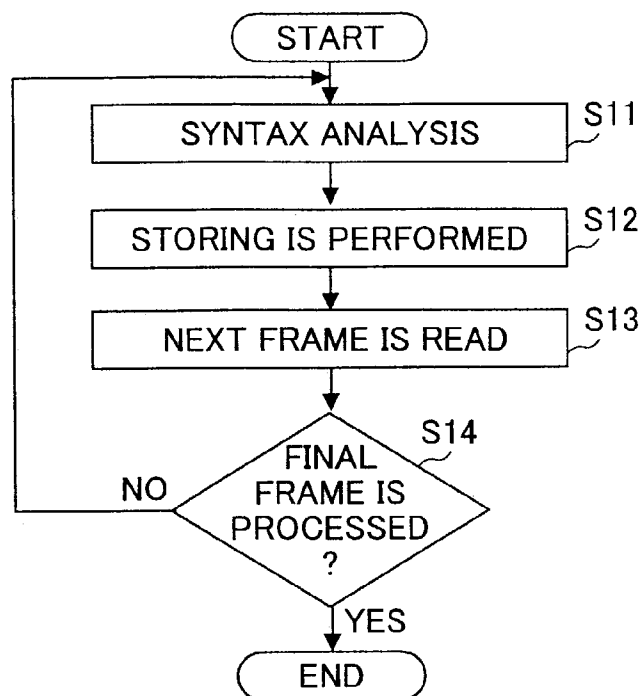 START
SYNTAX ANALYSIS
S11
STORING IS PERFORMED
S12
NEXT FRAME IS READ
S13
S14
FINAL
FRAME IS
PROCESSED
?
NO
YES
END